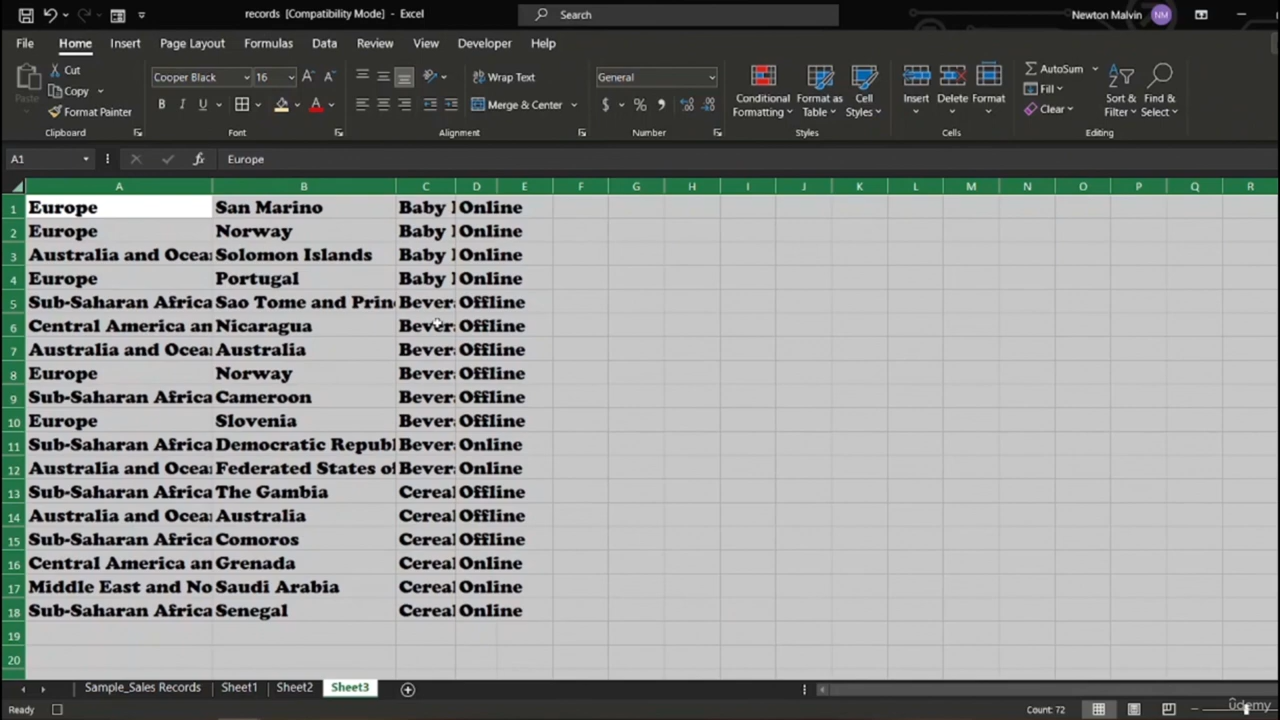 records [Compatibility Mode] - Excel
Search
Newton Malvin NM
File Home Insert Page Layout Formulas Data Review View Developer Help
Paste
Cut
Copy
Format Painter
Clipboard
Cooper Black 16
B I U
Font
Wrap Text
Merge & Center
Alignment
General
$ % ,
Number
Conditional Formatting
Format as Table
Cell Styles
Styles
Insert Delete Format
Cells
AutoSum
Fill
Clear
Sort & Filter
Find & Select
Editing
A1 fx Europe
A B C D E F G H I J K L M N O P Q R
1 Europe San Marino Baby Online
2 Europe Norway Baby Online
3 Australia and Ocea Solomon Islands Baby Online
4 Europe Portugal Baby Online
5 Sub-Saharan Africa Sao Tome and Prin Bever Offline
6 Central America an Nicaragua Bever Offline
7 Australia and Ocea Australia Bever Offline
8 Europe Norway Bever Offline
9 Sub-Saharan Africa Cameroon Bever Offline
10 Europe Slovenia Bever Offline
11 Sub-Saharan Africa Democratic Republ Bever Online
12 Australia and Ocea Federated States of Bever Online
13 Sub-Saharan Africa The Gambia Cereal Offline
14 Australia and Ocea Australia Cereal Offline
15 Sub-Saharan Africa Comoros Cereal Offline
16 Central America an Grenada Cereal Online
17 Middle East and No Saudi Arabia Cereal Online
18 Sub-Saharan Africa Senegal Cereal Online
19
20
Sample_Sales Records Sheet1 Sheet2 Sheet3
Ready Count: 72
udemy